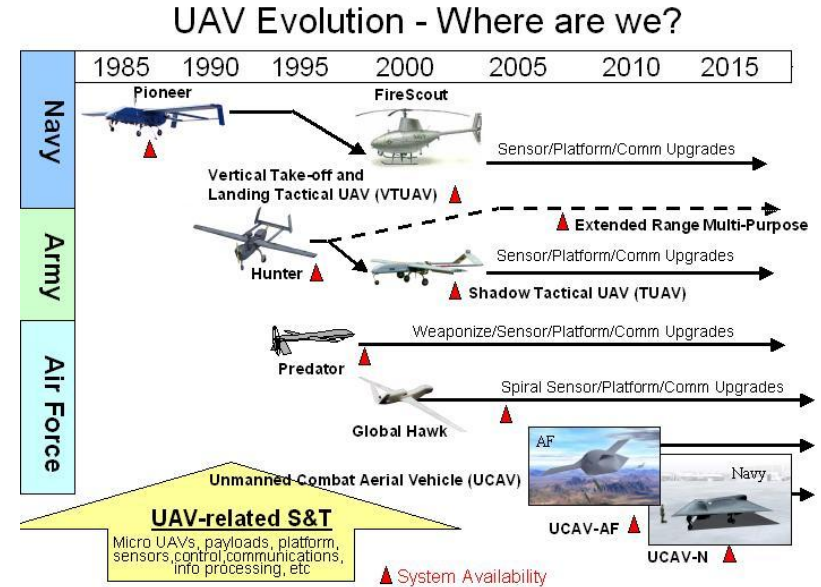 UAV Evolution - Where are we?
1985 1990 1995 2000 2005 2010 2015
Navy
Pioneer
FireScout
Sensor/Platform/Comm Upgrades
Vertical Take-off and
Landing Tactical UAV (VTUAV)
Army
Extended Range Multi-Purpose
Hunter
Sensor/Platform/Comm Upgrades
Shadow Tactical UAV (TUAV)
Air Force
Weaponize/Sensor/Platform/Comm Upgrades
Predator
Spiral Sensor/Platform/Comm Upgrades
Global Hawk
AF
Unmanned Combat Aerial Vehicle (UCAV)
Navy
UCAV-AF
UCAV-N
UAV-related S&T
Micro UAVs, payloads, platform,
sensors,control,communications,
info processing, etc
System Availability